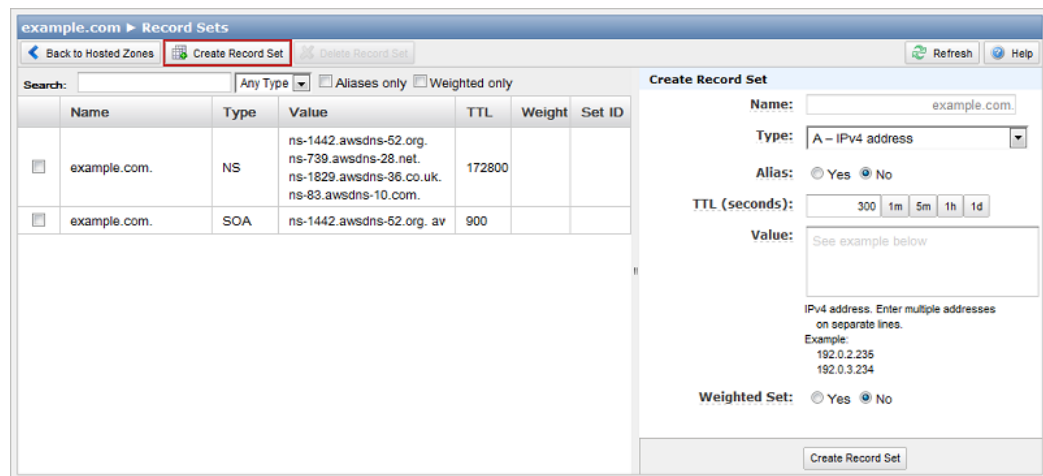 example.com ► Record Sets
Back to Hosted Zones Create Record Set Delete Record Set Refresh Help
Search: Any Type Aliases only Weighted only
Name Type Value TTL Weight Set ID
example.com. NS ns-1442.awsdns-52.org. 172800
ns-739.awsdns-28.net.
ns-1829.awsdns-36.co.uk.
ns-83.awsdns-10.com.
example.com. SOA ns-1442.awsdns-52.org. av 900
Create Record Set
Name: example.com.
Type: A – IPv4 address
Alias: Yes No
TTL (seconds): 300 1m 5m 1h 1d
Value: See example below
IPv4 address. Enter multiple addresses
on separate lines.
Example:
192.0.2.235
192.0.3.234
Weighted Set: Yes No
Create Record Set